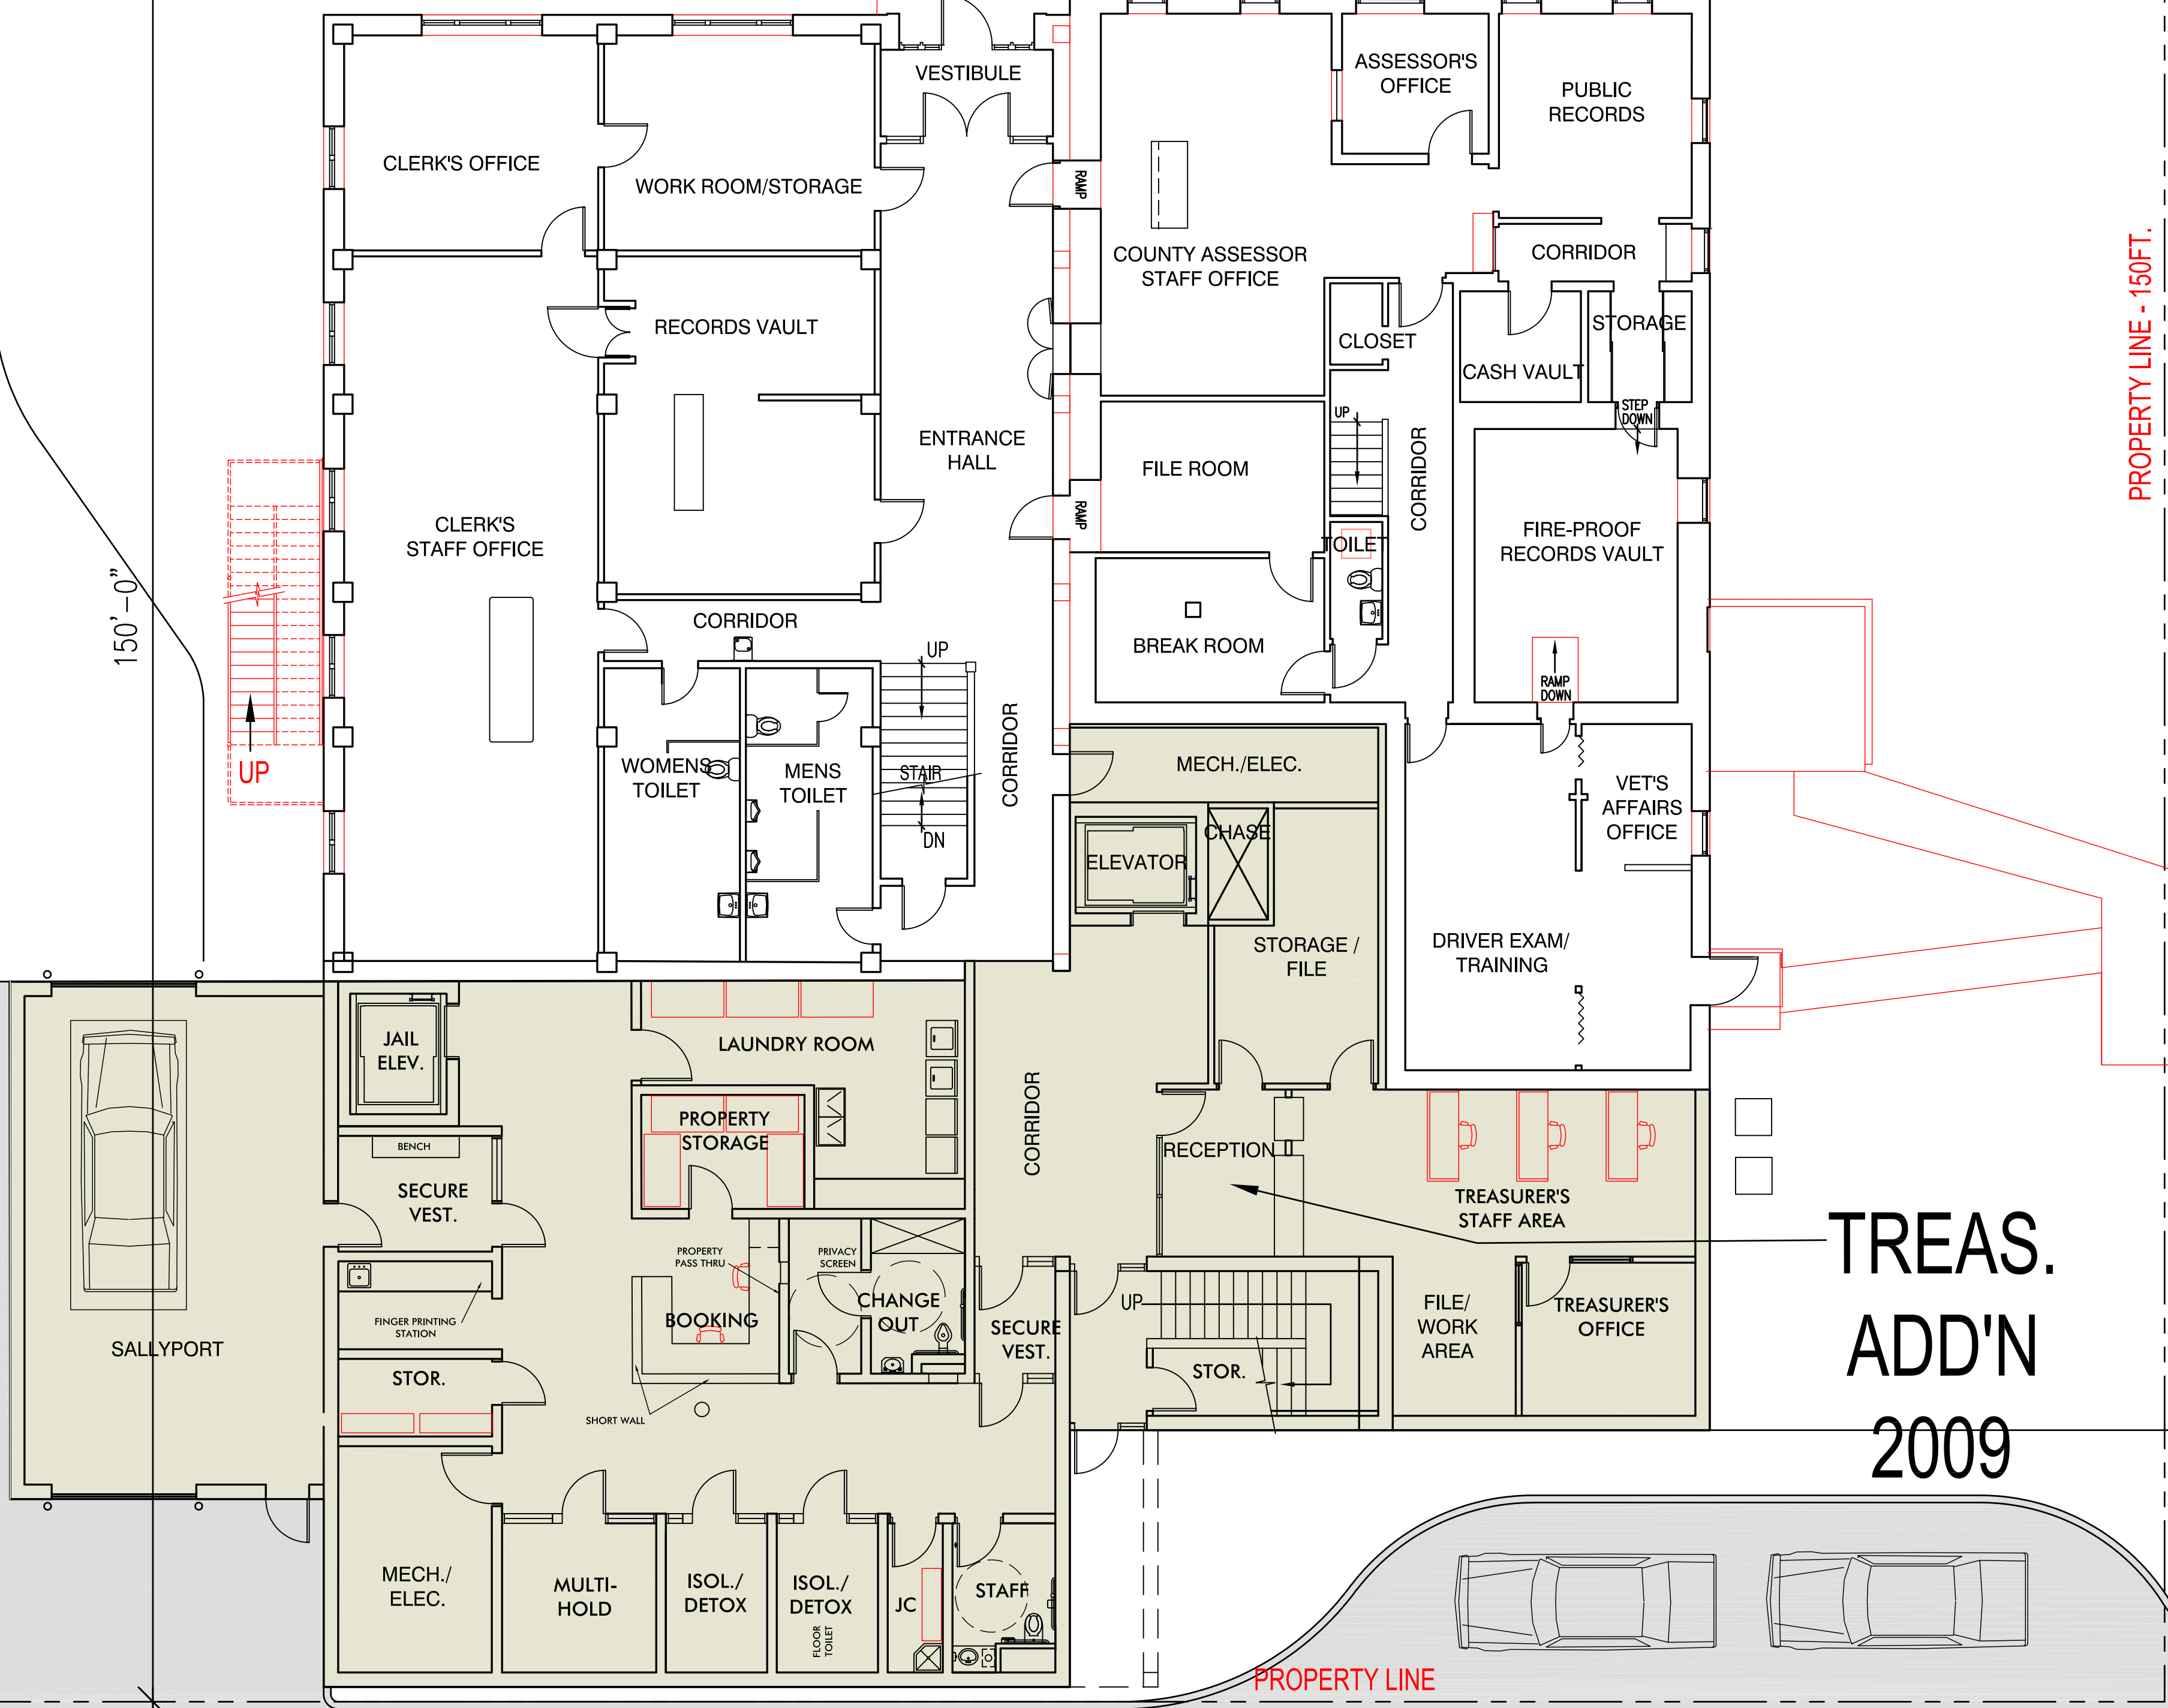 VESTIBULE
ASSESSOR'S
OFFICE
PUBLIC
RECORDS
CLERK'S OFFICE
WORK ROOM/STORAGE
RAMP
COUNTY ASSESSOR
STAFF OFFICE
CORRIDOR
PROPERTY LINE - 150FT.
RECORDS VAULT
CLOSET
STORAGE
CASH VAULT
STEP
DOWN
UP
ENTRANCE
HALL
FILE ROOM
CORRIDOR
RAMP
CLERK'S
STAFF OFFICE
TOILET
FIRE-PROOF
RECORDS VAULT
150'-0"
CORRIDOR
BREAK ROOM
UP
RAMP
DOWN
UP
WOMENS
TOILET
MENS
TOILET
STAIR
DN
CORRIDOR
MECH./ELEC.
VET'S
AFFAIRS
OFFICE
CHASE
ELEVATOR
STORAGE /
FILE
DRIVER EXAM/
TRAINING
JAIL
ELEV.
LAUNDRY ROOM
CORRIDOR
PROPERTY
STORAGE
RECEPTION
BENCH
SECURE
VEST.
TREASURER'S
STAFF AREA
TREAS.
ADD'N
2009
PROPERTY
PASS THRU
PRIVACY
SCREEN
CHANGE
OUT
BOOKING
FINGER PRINTING
STATION
SALLYPORT
SECURE
VEST.
UP
FILE/
WORK
AREA
TREASURER'S
OFFICE
STOR.
STOR.
SHORT WALL
MECH./
ELEC.
MULTI-
HOLD
ISOL./
DETOX
ISOL./
DETOX
FLOOR
TOILET
JC
STAFF
PROPERTY LINE